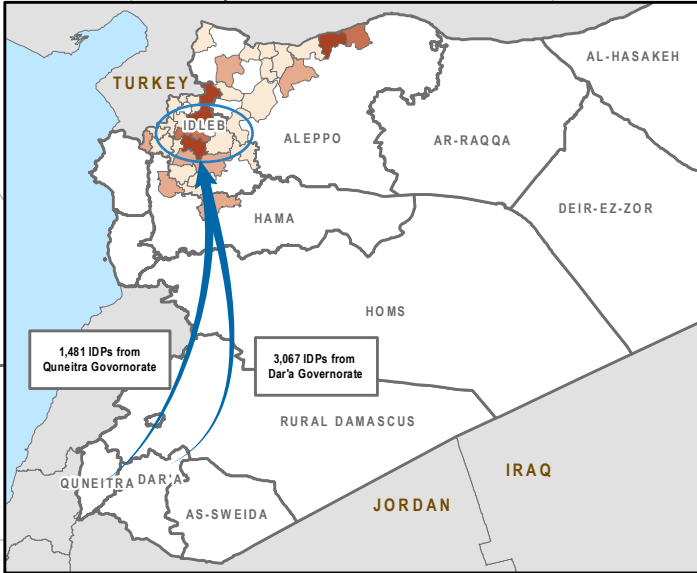 AL-HASAKEH
TURKEY
IDLEB
ALEPPO
AR-RAQQA
DEIR-EZ-ZOR
HAMA
HOMS
1,481 IDPs from
Quneitra Govornorate
3,067 IDPs from
Dar'a Governorate
RURAL DAMASCUS
QUNEITRA
DAR'A
AS-SWEIDA
IRAQ
JORDAN